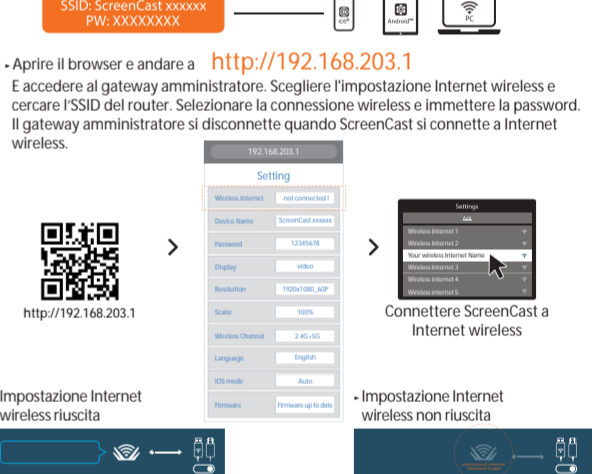 SSID: ScreenCast xxxxxx
PW: XXXXXXXX
iOS
Android™
PC
Aprire il browser e andare a http://192.168.203.1
E accedere al gateway amministratore. Scegliere l'impostazione Internet wireless e
cercare l'SSID del router. Selezionare la connessione wireless e immettere la password.
Il gateway amministratore si disconnette quando ScreenCast si connette a Internet
wireless.
192.168.203.1
Setting
Wireless Internet not connected !
Device Name ScreenCast xxxxxx
Password 12345678
Display video
Resolution 1920x1080_60P
Scaler 100%
Wireless Channel 2.4G+5G
Language English
iOS mode Auto
Firmware Firmware up to date
http://192.168.203.1
Settings
Wireless Internet 1
Wireless Internet 2
Your wireless Internet Name
Wireless Internet 3
Wireless Internet 4
Wireless Internet 5
Connettere ScreenCast a
Internet wireless
Impostazione Internet
wireless riuscita
Impostazione Internet
wireless non riuscita